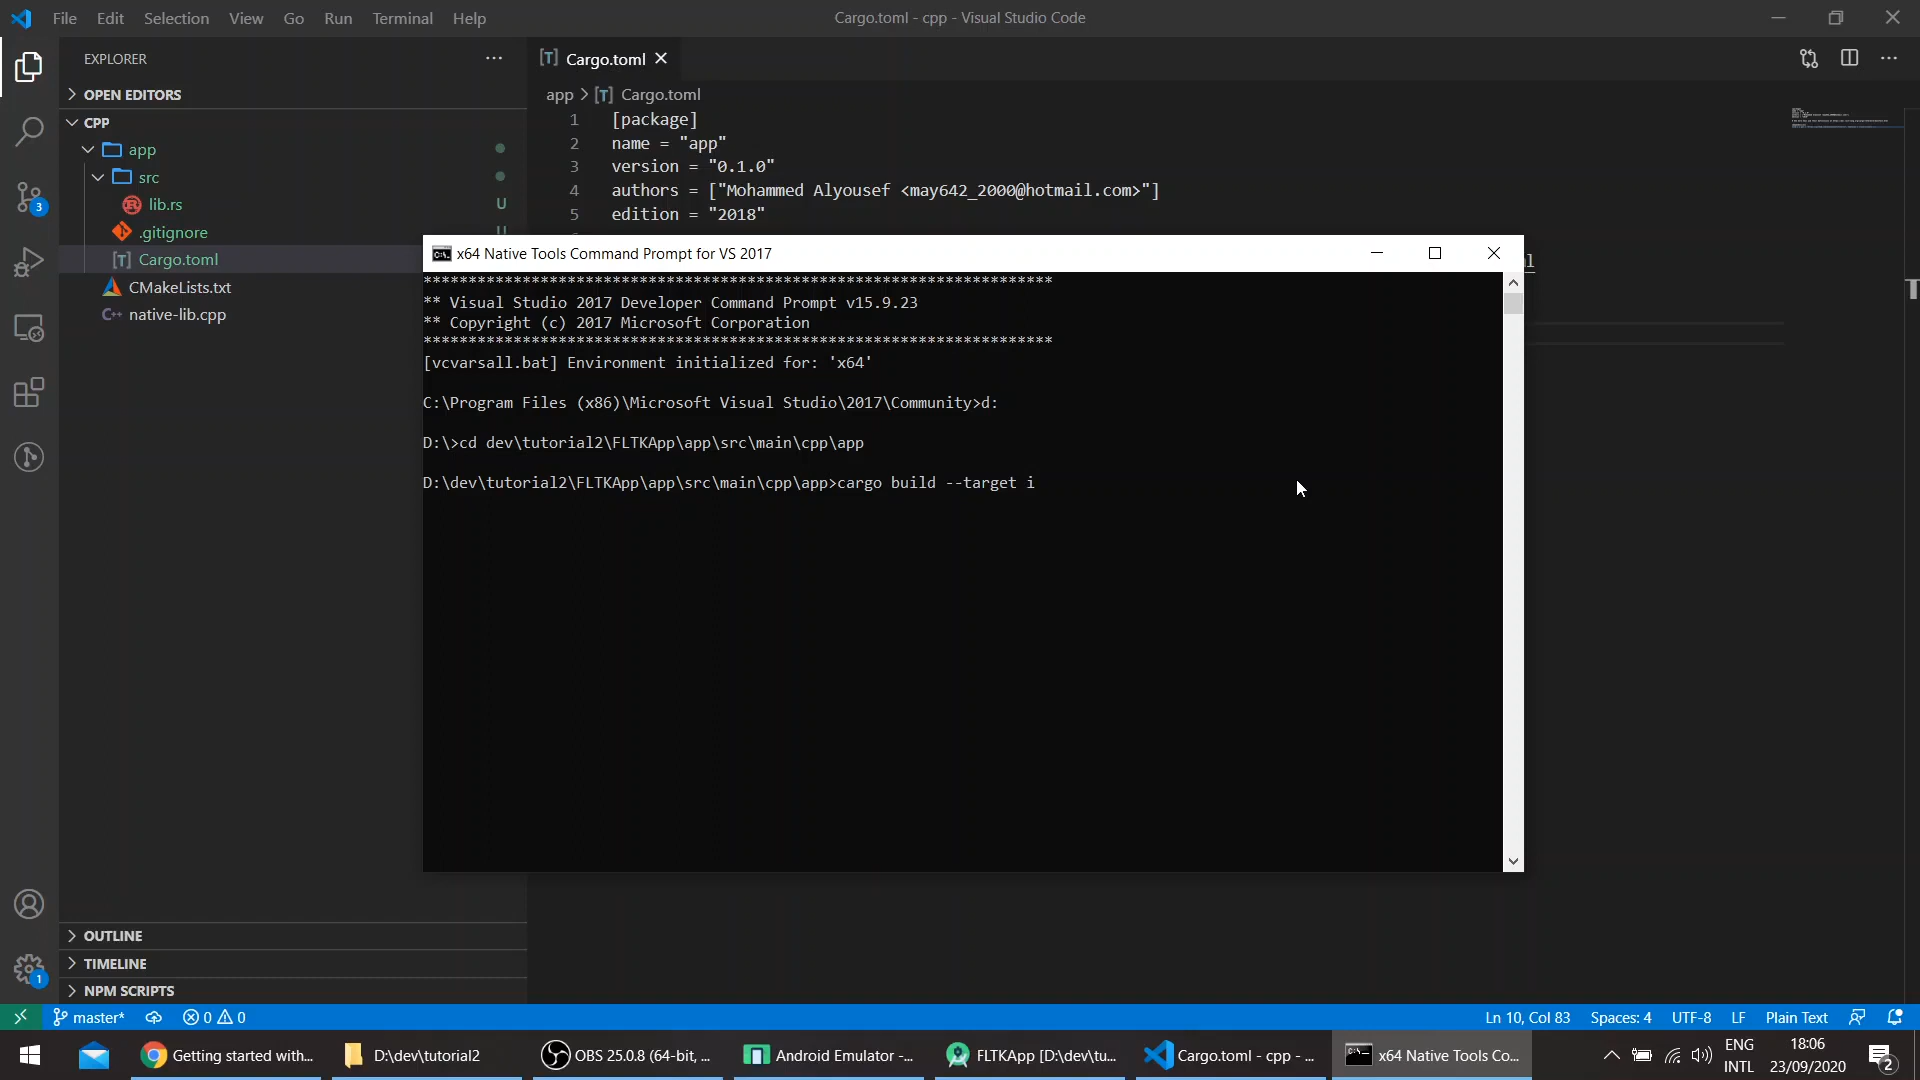 File Edit Selection View Go Run Terminal Help
Cargo.toml - cpp - Visual Studio Code
EXPLORER
OPEN EDITORS
CPP
app
src
lib.rs U
.gitignore
Cargo.toml
CMakeLists.txt
native-lib.cpp
OUTLINE
TIMELINE
NPM SCRIPTS
Cargo.toml
app > Cargo.toml
1 [package]
2 name = "app"
3 version = "0.1.0"
4 authors = ["Mohammed Alyousef <may642_2000@hotmail.com>"]
5 edition = "2018"
x64 Native Tools Command Prompt for VS 2017
**********************************************************************
** Visual Studio 2017 Developer Command Prompt v15.9.23
** Copyright (c) 2017 Microsoft Corporation
**********************************************************************
[vcvarsall.bat] Environment initialized for: 'x64'
C:\Program Files (x86)\Microsoft Visual Studio\2017\Community>d:
D:\>cd dev\tutorial2\FLTKApp\app\src\main\cpp\app
D:\dev\tutorial2\FLTKApp\app\src\main\cpp\app>cargo build --target i
3
1
master* 0 0
Ln 10, Col 83 Spaces: 4 UTF-8 LF Plain Text
Getting started with...
D:\dev\tutorial2
OBS 25.0.8 (64-bit, ...
Android Emulator -...
FLTKApp [D:\dev\tu...
Cargo.toml - cpp - ...
x64 Native Tools Co...
ENG
INTL
18:06
23/09/2020
2